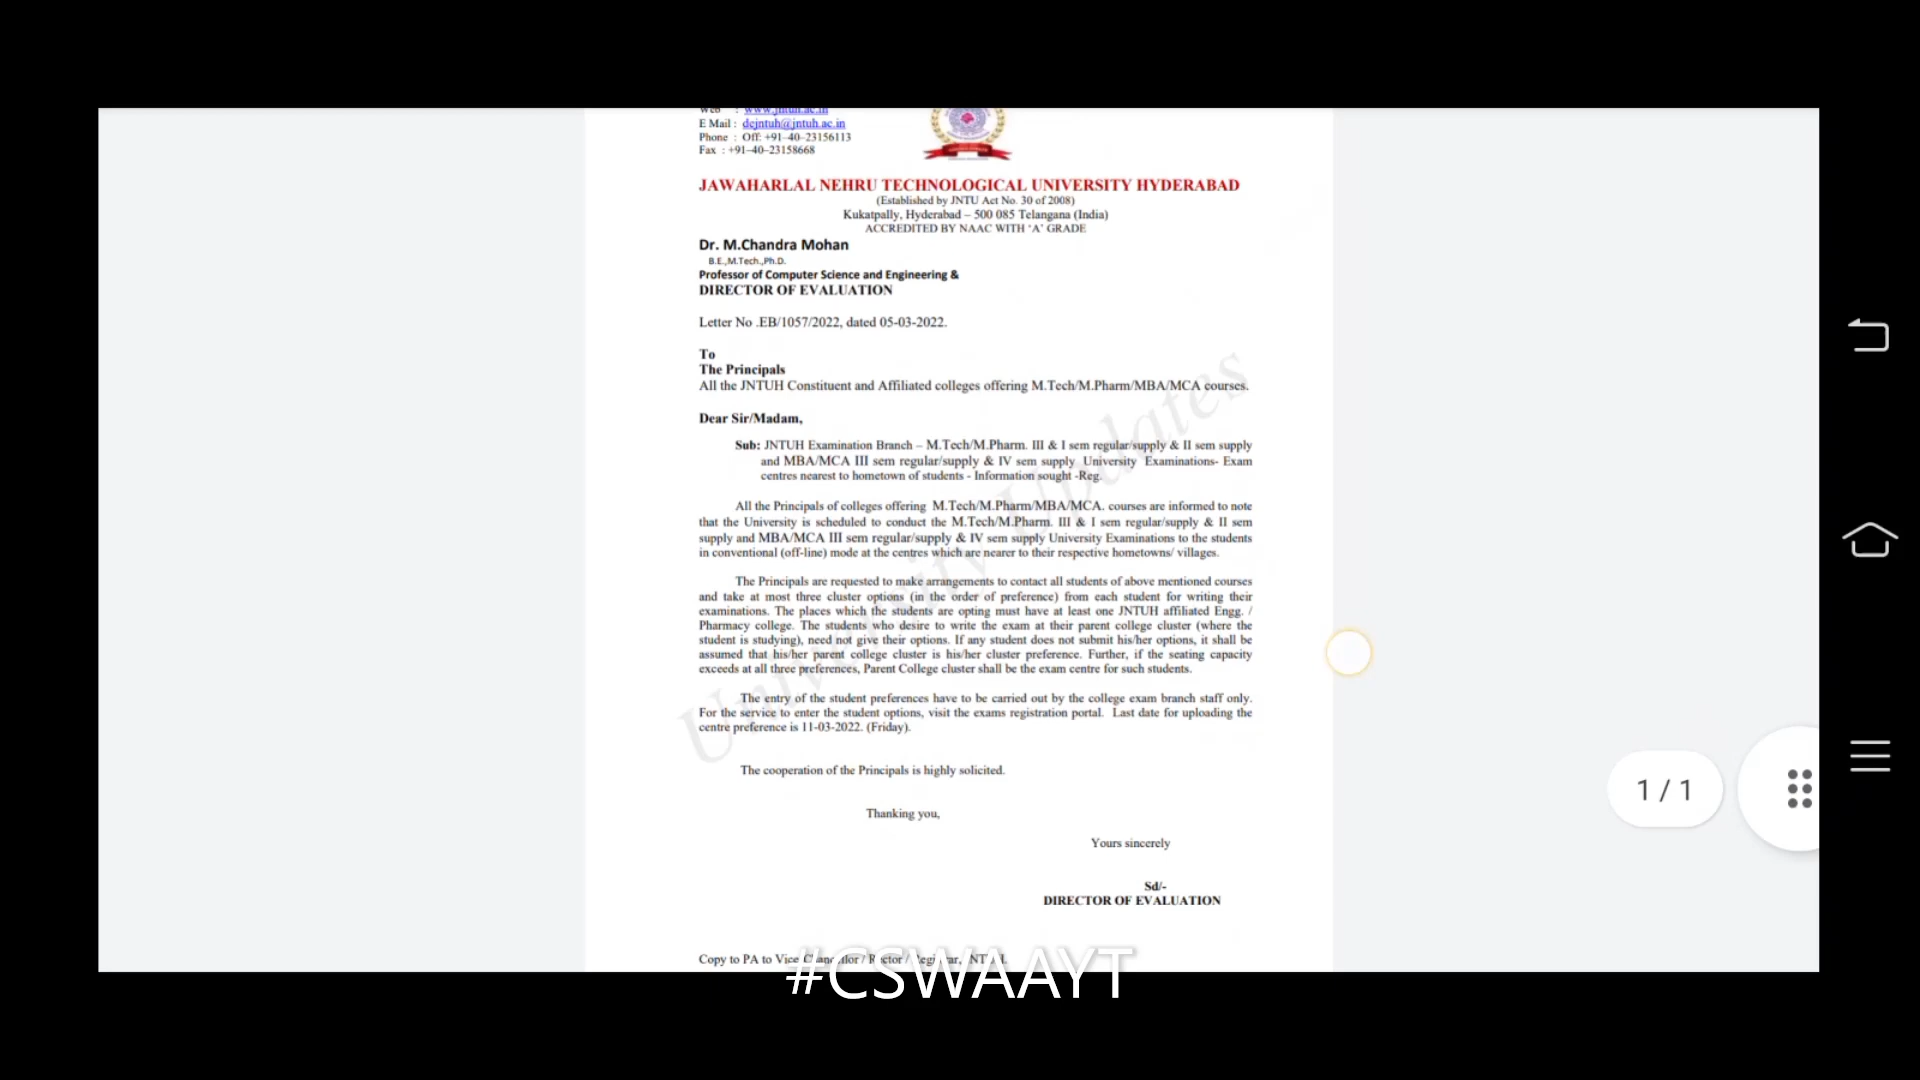 Web : www.jntuh.ac.in
E Mail : dejntuh@jntuh.ac.in
Phone : Off: +91-40-23156113
Fax : +91-40-23158668
JAWAHARLAL NEHRU TECHNOLOGICAL UNIVERSITY HYDERABAD
(Established by JNTU Act No. 30 of 2008)
Kukatpally, Hyderabad – 500 085 Telangana (India)
ACCREDITED BY NAAC WITH ‘A’ GRADE
Dr. M.Chandra Mohan
B.E.,M.Tech.,Ph.D.
Professor of Computer Science and Engineering &
DIRECTOR OF EVALUATION
Letter No .EB/1057/2022, dated 05-03-2022.
To
The Principals
All the JNTUH Constituent and Affiliated colleges offering M.Tech/M.Pharm/MBA/MCA courses.
Dear Sir/Madam,
Sub: JNTUH Examination Branch – M.Tech/M.Pharm. III & I sem regular/supply & II sem supply
and MBA/MCA III sem regular/supply & IV sem supply University Examinations- Exam
centres nearest to hometown of students - Information sought -Reg.
All the Principals of colleges offering M.Tech/M.Pharm/MBA/MCA. courses are informed to note
that the University is scheduled to conduct the M.Tech/M.Pharm. III & I sem regular/supply & II sem
supply and MBA/MCA III sem regular/supply & IV sem supply University Examinations to the students
in conventional (off-line) mode at the centres which are nearer to their respective hometowns/ villages.
The Principals are requested to make arrangements to contact all students of above mentioned courses
and take at most three cluster options (in the order of preference) from each student for writing their
examinations. The places which the students are opting must have at least one JNTUH affiliated Engg. /
Pharmacy college. The students who desire to write the exam at their parent college cluster (where the
student is studying), need not give their options. If any student does not submit his/her options, it shall be
assumed that his/her parent college cluster is his/her cluster preference. Further, if the seating capacity
exceeds at all three preferences, Parent College cluster shall be the exam centre for such students.
The entry of the student preferences have to be carried out by the college exam branch staff only.
For the service to enter the student options, visit the exams registration portal. Last date for uploading the
centre preference is 11-03-2022. (Friday).
The cooperation of the Principals is highly solicited.
Thanking you,
Yours sincerely
Sd/-
DIRECTOR OF EVALUATION
Copy to PA to Vice Chancellor / Rector / Registrar, JNTUH.
University Updates
1 / 1
#CSWAAYT